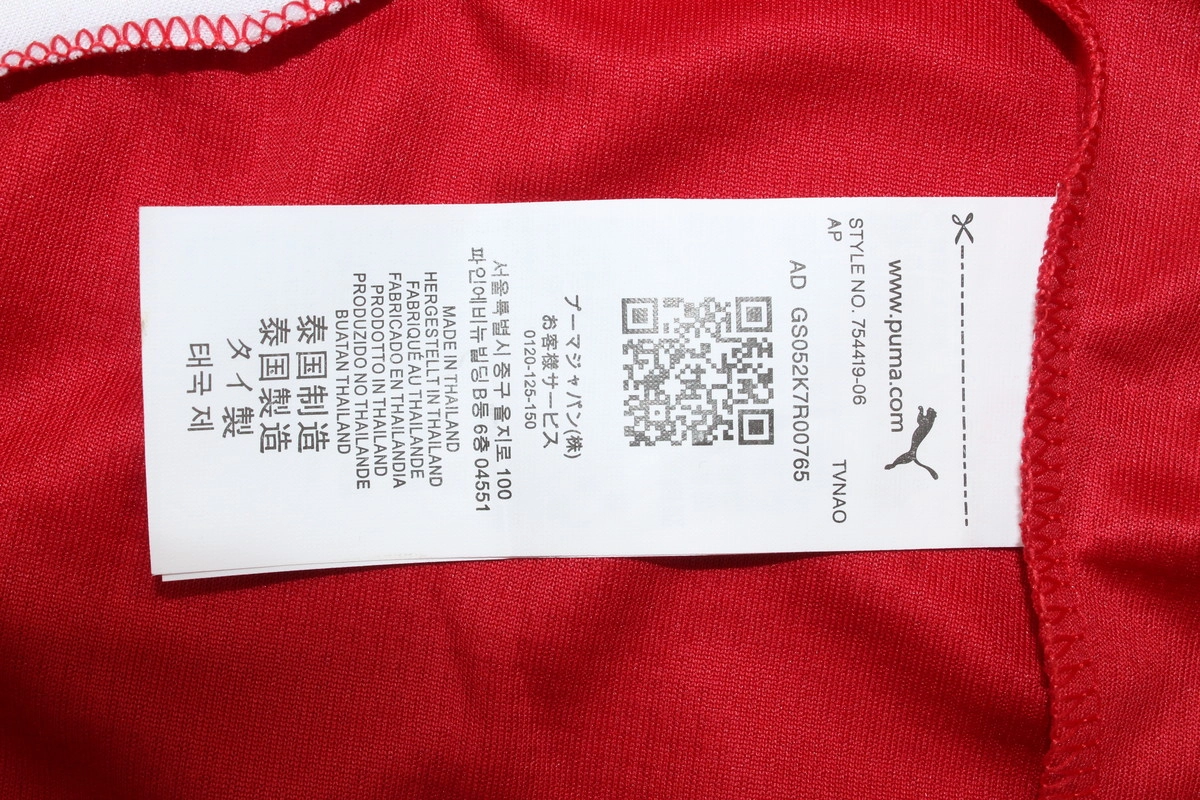 www.puma.com
STYLE NO. 754419-06 TVNAO
AP
AD GS052K7R00765
プーマジャパン(株)
お客様サービス
0120-125-150
서울특별시 중구 을지로 100
파인에비뉴빌딩 B동 6층 04551
MADE IN THAILAND
HERGESTELLT IN THAILAND
FABRIQUÉ AU THAILANDE
FABRICADO EN THAILANDIA
PRODOTTO IN THAILAND
PRODUZIDO NO THAILANDE
BUATAN THAILAND
泰国制造
泰国製造
タイ製
태국 제